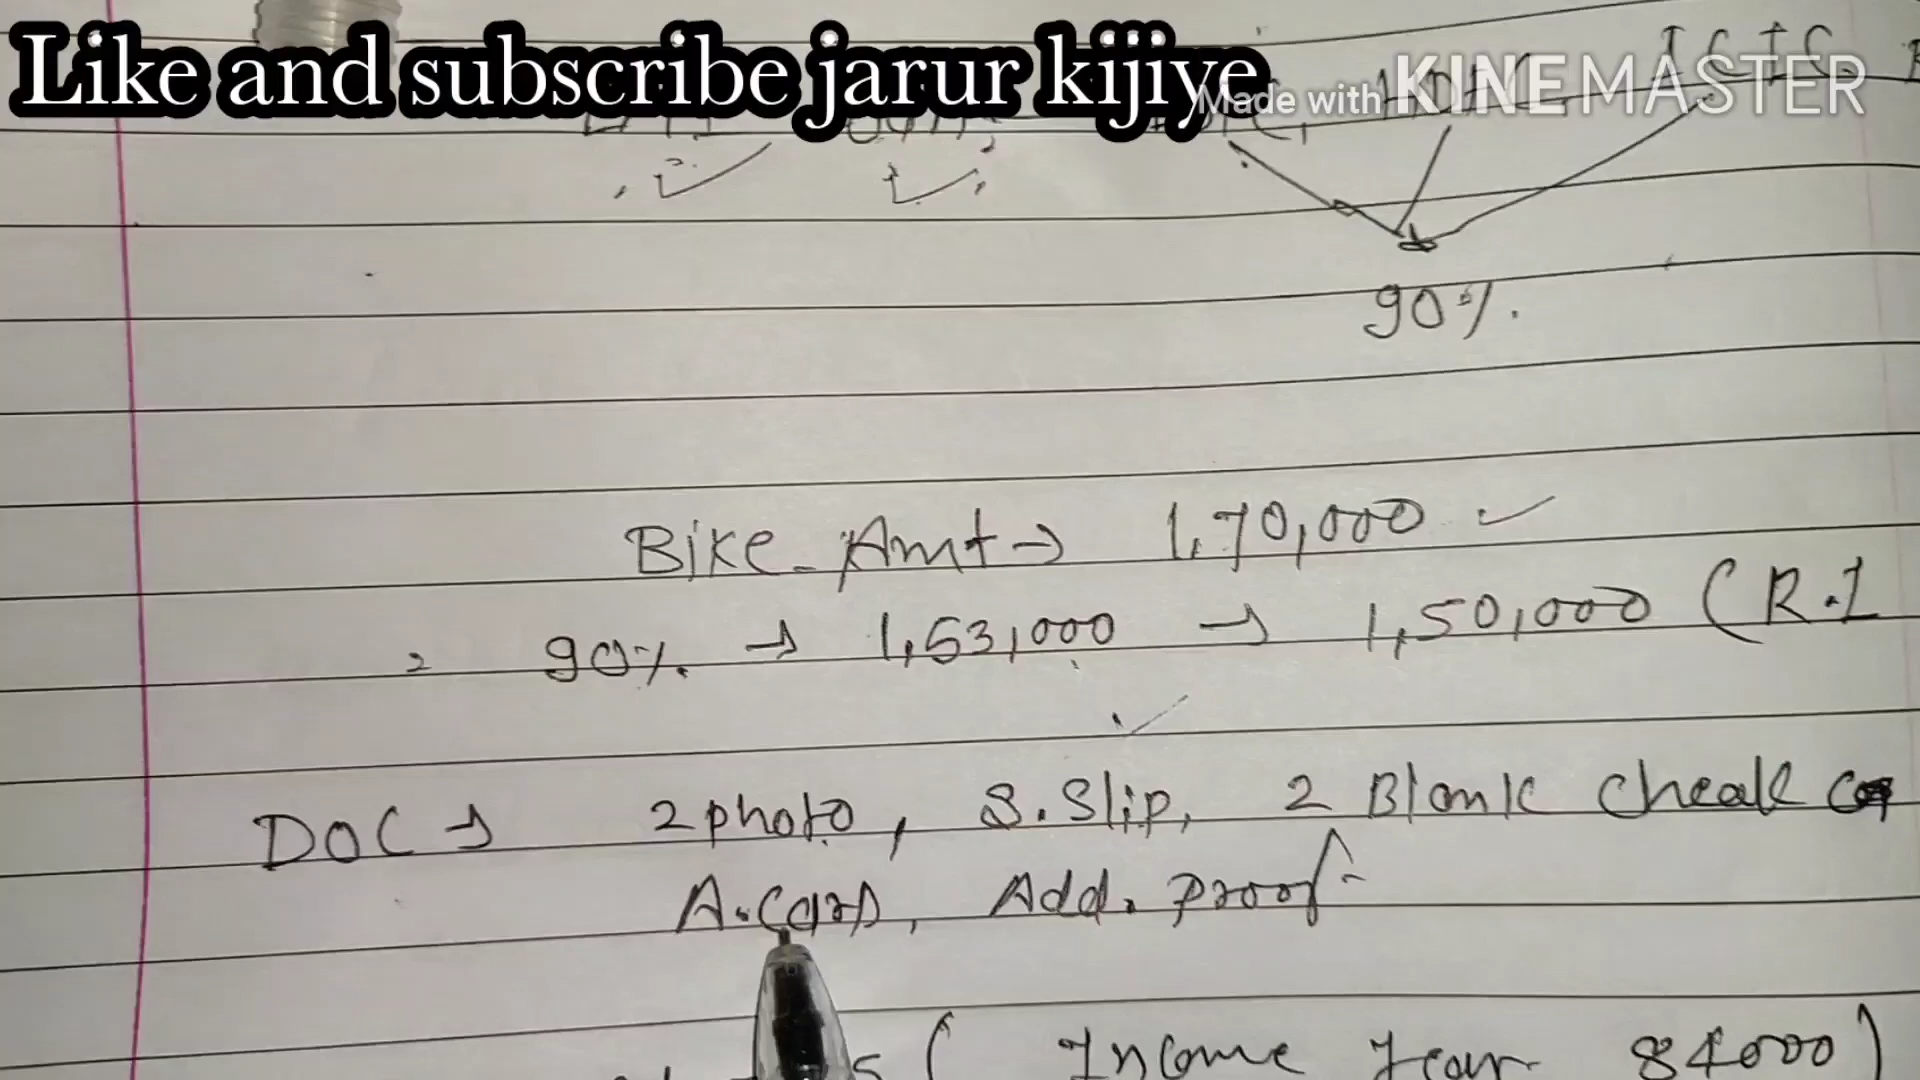 Like and subscribe jarur kijiye
Made with KINEMASTER
ICIC
90%.
Bike Amt → 1,70,000
90%. → 1,53,000 → 1,50,000 (R.I
DOC → 2 photo, S.Slip, 2 Blank Cheak
A.Card, Add. Proof
( Income Year 84000)